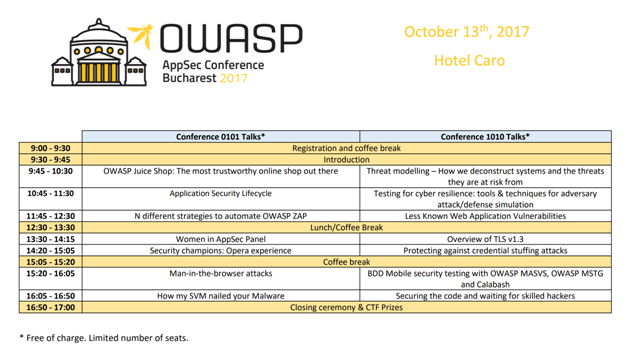 OWASP
AppSec Conference
Bucharest 2017
October 13th, 2017
Hotel Caro
Conference 0101 Talks* Conference 1010 Talks*
9:00 - 9:30 Registration and coffee break
9:30 - 9:45 Introduction
9:45 - 10:30 OWASP Juice Shop: The most trustworthy online shop out there Threat modelling – How we deconstruct systems and the threats
they are at risk from
10:45 - 11:30 Application Security Lifecycle Testing for cyber resilience: tools & techniques for adversary
attack/defense simulation
11:45 - 12:30 N different strategies to automate OWASP ZAP Less Known Web Application Vulnerabilities
12:30 - 13:30 Lunch/Coffee Break
13:30 - 14:15 Women in AppSec Panel Overview of TLS v1.3
14:20 - 15:05 Security champions: Opera experience Protecting against credential stuffing attacks
15:05 - 15:20 Coffee break
15:20 - 16:05 Man-in-the-browser attacks BDD Mobile security testing with OWASP MASVS, OWASP MSTG
and Calabash
16:05 - 16:50 How my SVM nailed your Malware Securing the code and waiting for skilled hackers
16:50 - 17:00 Closing ceremony & CTF Prizes
* Free of charge. Limited number of seats.